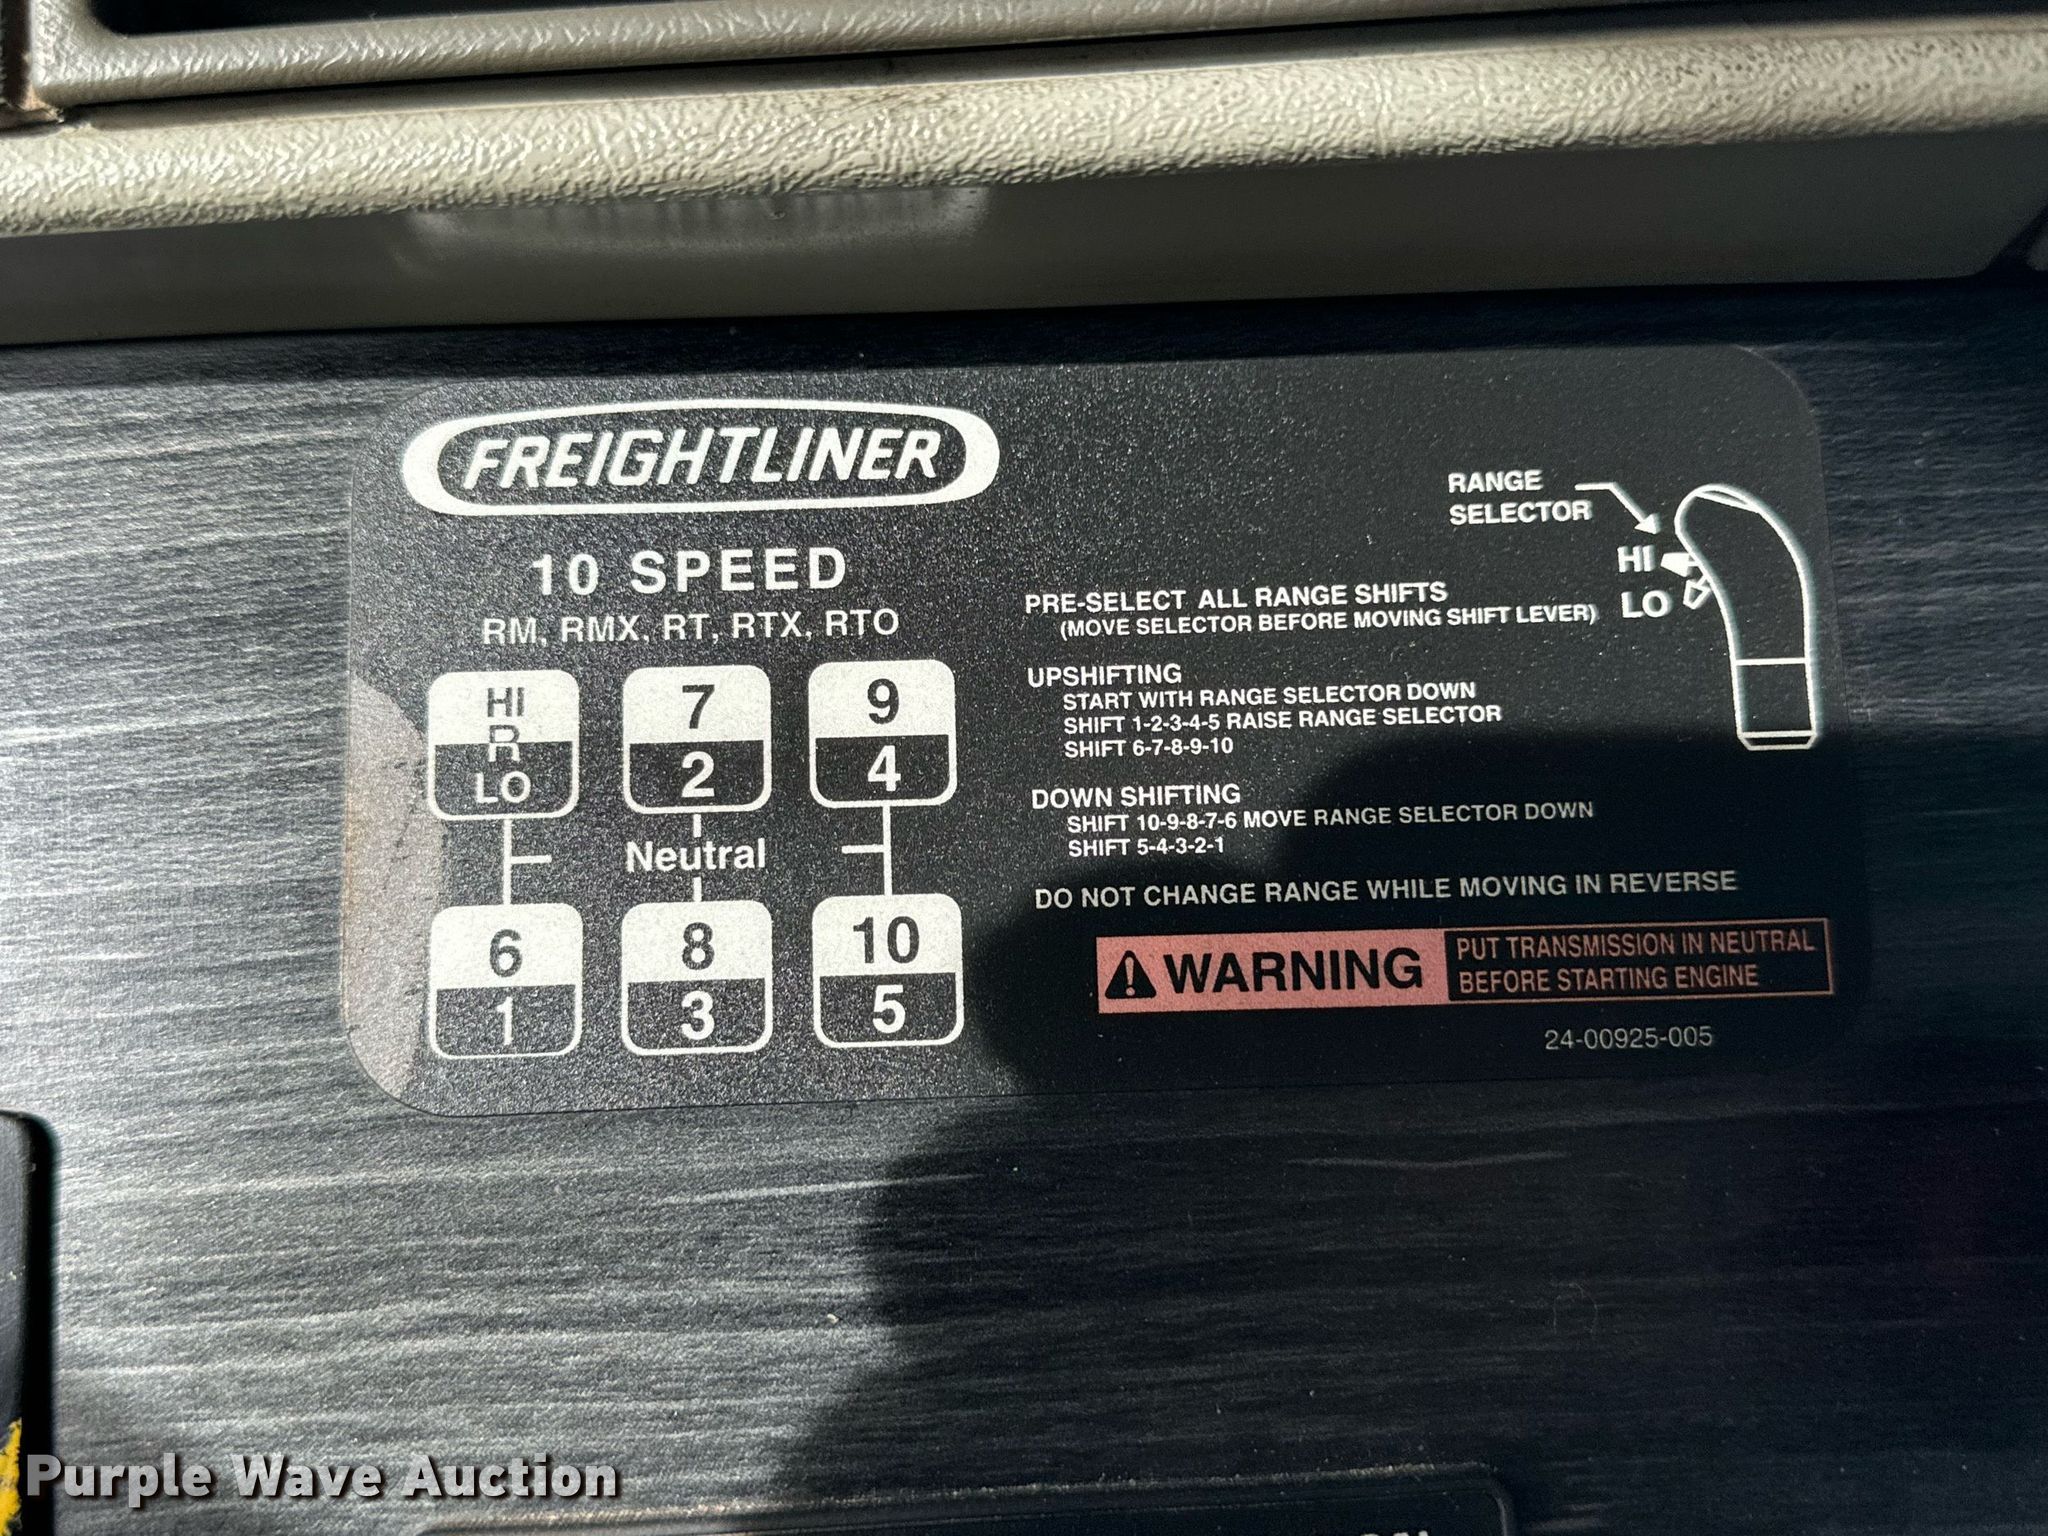 FREIGHTLINER
10 SPEED
RM, RMX, RT, RTX, RTO
HI
R
LO
7
2
9
4
Neutral
6
1
8
3
10
5
RANGE
SELECTOR
HI
LO
PRE-SELECT ALL RANGE SHIFTS
(MOVE SELECTOR BEFORE MOVING SHIFT LEVER)
UPSHIFTING
START WITH RANGE SELECTOR DOWN
SHIFT 1-2-3-4-5 RAISE RANGE SELECTOR
SHIFT 6-7-8-9-10
DOWN SHIFTING
SHIFT 10-9-8-7-6 MOVE RANGE SELECTOR DOWN
SHIFT 5-4-3-2-1
DO NOT CHANGE RANGE WHILE MOVING IN REVERSE
WARNING
PUT TRANSMISSION IN NEUTRAL
BEFORE STARTING ENGINE
24-00925-005
Purple Wave Auction